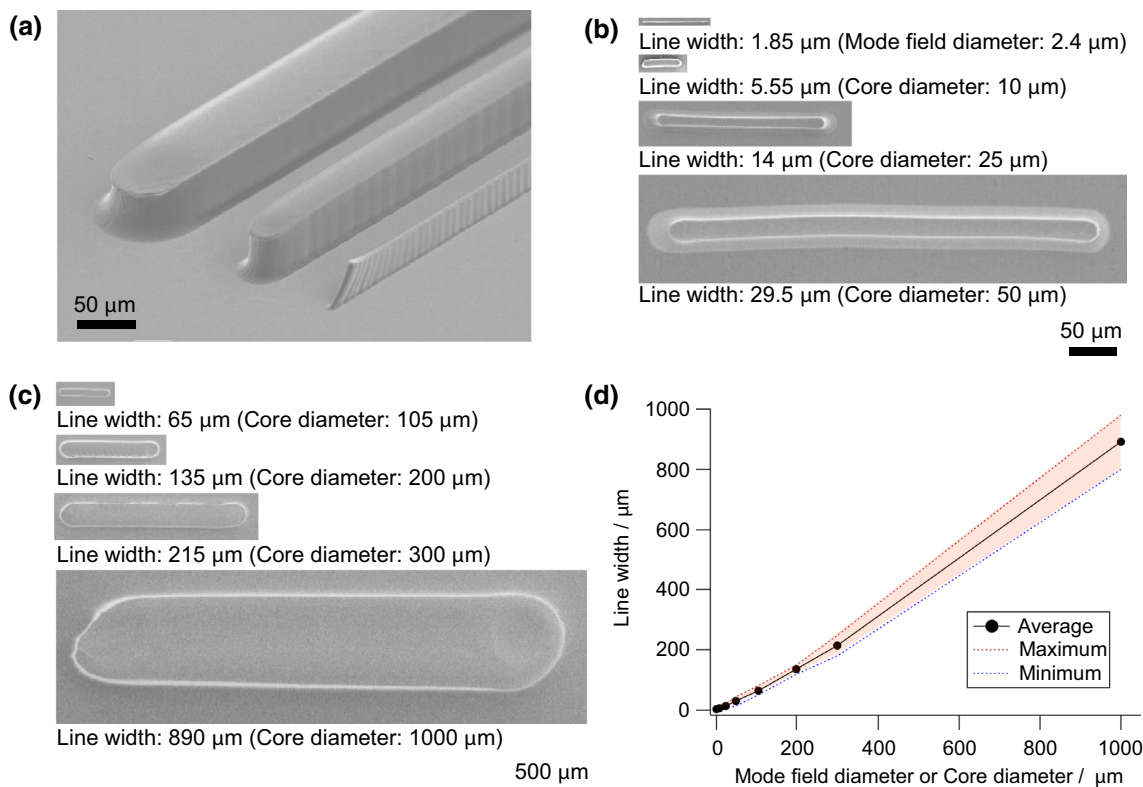 (a)
50 µm
(b)
Line width: 1.85 µm (Mode field diameter: 2.4 µm)
Line width: 5.55 µm (Core diameter: 10 µm)
Line width: 14 µm (Core diameter: 25 µm)
Line width: 29.5 µm (Core diameter: 50 µm)
50 µm
(c)
Line width: 65 µm (Core diameter: 105 µm)
Line width: 135 µm (Core diameter: 200 µm)
Line width: 215 µm (Core diameter: 300 µm)
Line width: 890 µm (Core diameter: 1000 µm)
500 µm
(d)
Line width / µm
1000
800
600
400
200
0
Average
Maximum
Minimum
0 200 400 600 800 1000
Mode field diameter or Core diameter / µm